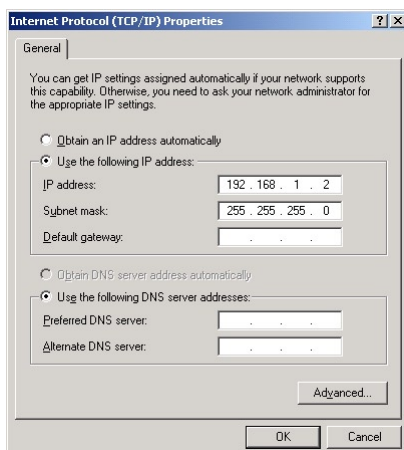 Internet Protocol (TCP/IP) Properties
General
You can get IP settings assigned automatically if your network supports
this capability. Otherwise, you need to ask your network administrator for
the appropriate IP settings.
Obtain an IP address automatically
Use the following IP address:
IP address: 192 . 168 . 1 . 2
Subnet mask: 255 . 255 . 255 . 0
Default gateway: . . .
Obtain DNS server address automatically
Use the following DNS server addresses:
Preferred DNS server: . . .
Alternate DNS server: . . .
Advanced...
OK Cancel